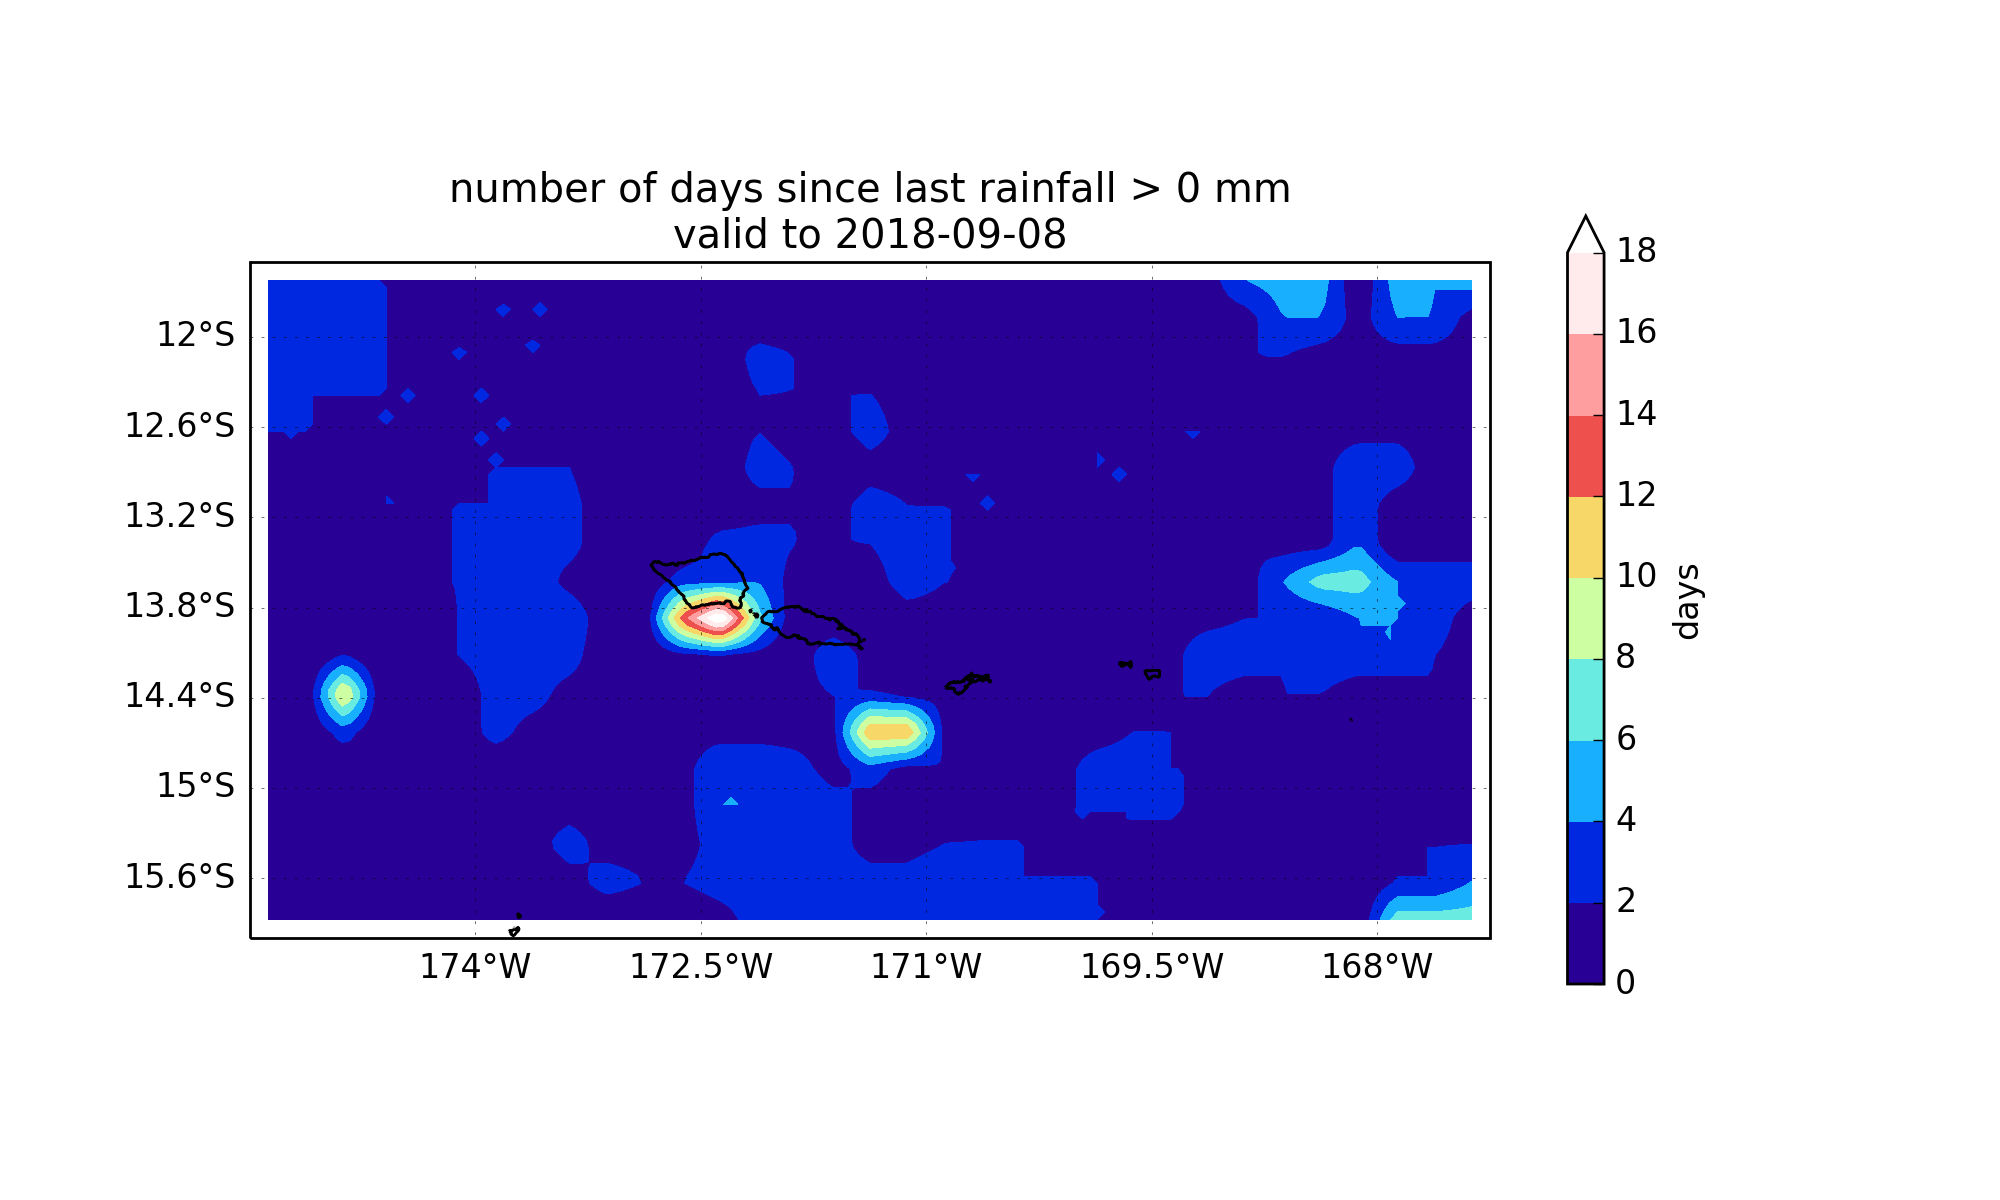 number of days since last rainfall > 0 mm
valid to 2018-09-08
12°S
12.6°S
13.2°S
13.8°S
14.4°S
15°S
15.6°S
174°W
172.5°W
171°W
169.5°W
168°W
18
16
14
12
10
8
6
4
2
0
days